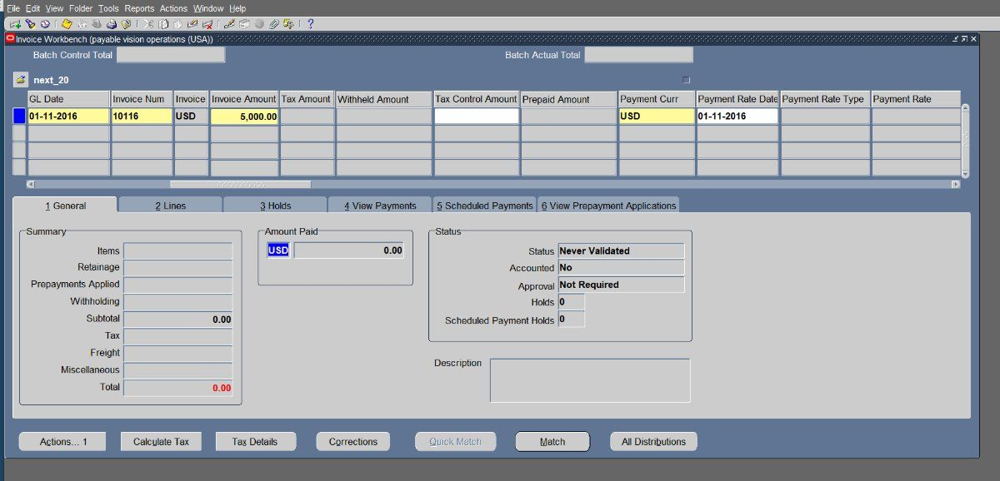 File Edit View Folder Tools Reports Actions Window Help
Invoice Workbench (payable vision operations (USA))
Batch Control Total Batch Actual Total
next_20
GL Date Invoice Num Invoice Invoice Amount Tax Amount Withheld Amount Tax Control Amount Prepaid Amount Payment Curr Payment Rate Date Payment Rate Type Payment Rate
01-11-2016 10116 USD 5,000.00 USD 01-11-2016
1 General 2 Lines 3 Holds 4 View Payments 5 Scheduled Payments 6 View Prepayment Applications
Summary Amount Paid Status
Items USD 0.00 Status Never Validated
Retainage Accounted No
Prepayments Applied Approval Not Required
Withholding Holds 0
Subtotal 0.00 Scheduled Payment Holds 0
Tax
Freight
Miscellaneous Description
Total 0.00
Actions... 1 Calculate Tax Tax Details Corrections Quick Match Match All Distributions